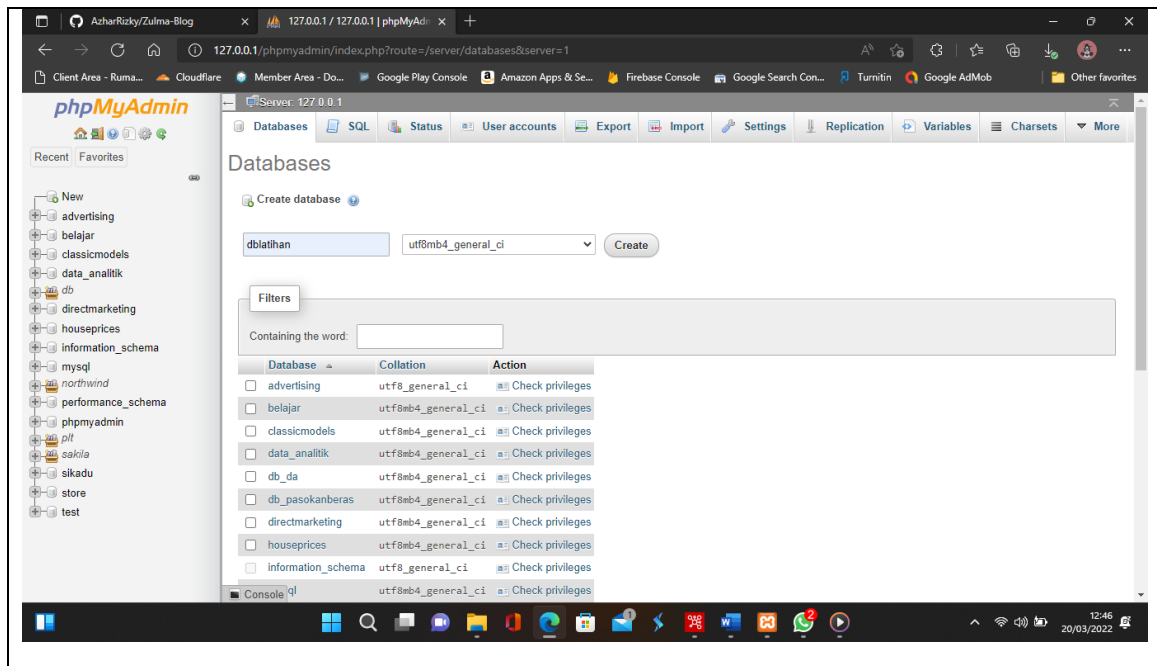 AzharRizky/Zulma-Blog
127.0.0.1 / 127.0.0.1 | phpMyAdn
127.0.0.1/phpmyadmin/index.php?route=/server/databases&server=1
Client Area - Ruma...
Cloudflare
Member Area - Do...
Google Play Console
Amazon Apps & Se...
Firebase Console
Google Search Con...
Turnitin
Google AdMob
Other favorites
phpMyAdmin
Recent Favorites
New
advertising
belajar
classicmodels
data_analitik
db
directmarketing
houseprices
information_schema
mysql
northwind
performance_schema
phpmyadmin
plt
sakila
sikadu
store
test
Server: 127.0.0.1
Databases SQL Status User accounts Export Import Settings Replication Variables Charsets More
Databases
Create database
dblatihan utf8mb4_general_ci Create
Filters
Containing the word:
Database Collation Action
advertising utf8_general_ci Check privileges
belajar utf8mb4_general_ci Check privileges
classicmodels utf8mb4_general_ci Check privileges
data_analitik utf8mb4_general_ci Check privileges
db_da utf8mb4_general_ci Check privileges
db_pasokanberas utf8mb4_general_ci Check privileges
directmarketing utf8mb4_general_ci Check privileges
houseprices utf8mb4_general_ci Check privileges
information_schema utf8_general_ci Check privileges
ql utf8mb4_general_ci Check privileges
Console
2
12:46
20/03/2022